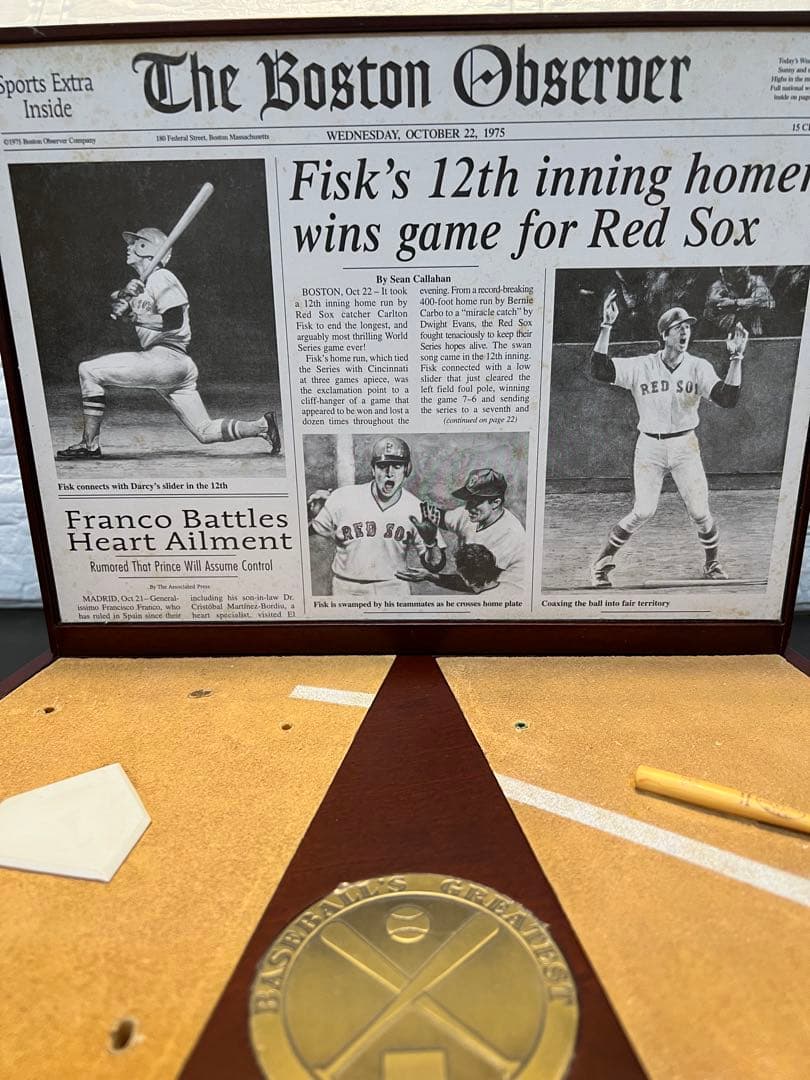 Sports Extra
Inside
The Boston Observer
Today's
Sunny and
Highs in the
Full national
inside on page
©1975 Boston Observer Company
180 Federal Street, Boston Massachusetts
WEDNESDAY, OCTOBER 22, 1975
15
Fisk's 12th inning homer
wins game for Red Sox
By Sean Callahan
BOSTON, Oct 22 – It took
a 12th inning home run by
Red Sox catcher Carlton
Fisk to end the longest, and
arguably most thrilling World
Series game ever!
Fisk's home run, which tied
the Series with Cincinnati
at three games apiece, was
the exclamation point to a
cliff-hanger of a game that
appeared to be won and lost a
dozen times throughout the
evening. From a record-breaking
400-foot home run by Bernie
Carbo to a "miracle catch" by
Dwight Evans, the Red Sox
fought tenaciously to keep their
Series hopes alive. The swan
song came in the 12th inning.
Fisk connected with a low
slider that just cleared the
left field foul pole, winning
the game 7–6 and sending
the series to a seventh and
(continued on page 22)
Fisk connects with Darcy's slider in the 12th
Franco Battles
Heart Ailment
Rumored That Prince Will Assume Control
By The Associated Press
MADRID, Oct 21– General-
issimo Francisco Franco, who
has ruled in Spain since their
including his son-in-law Dr.
Cristóbal Martínez-Bordiu, a
heart specialist, visited El
RED SOX
B
Fisk is swamped by his teammates as he crosses home plate
RED SOX
Coaxing the ball into fair territory
BASEBALL'S GREATEST